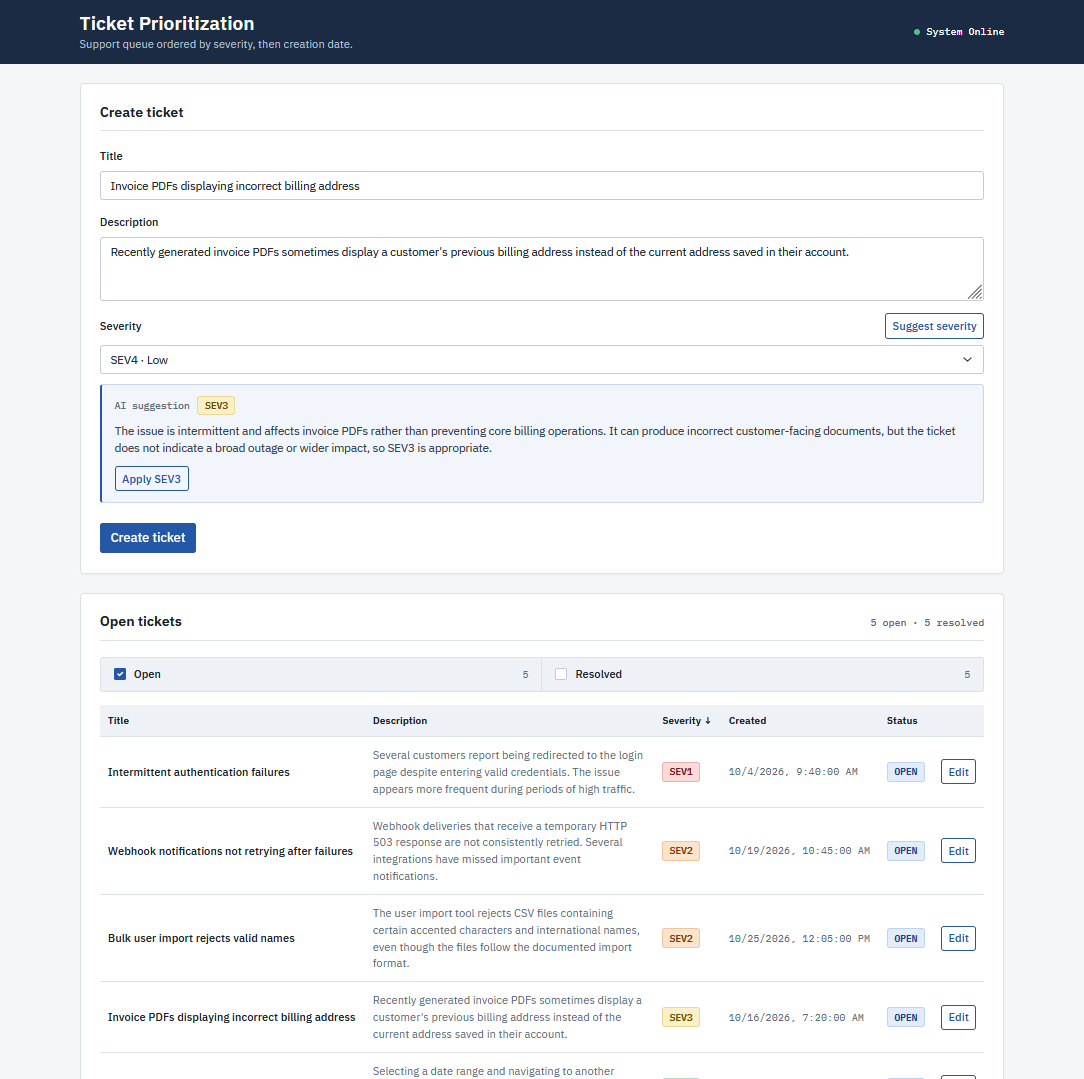 Ticket Prioritization
Support queue ordered by severity, then creation date.
System Online
Create ticket
Title
Invoice PDFs displaying incorrect billing address
Description
Recently generated invoice PDFs sometimes display a customer's previous billing address instead of the current address saved in their account.
Severity
Suggest severity
SEV4 · Low
AI suggestion SEV3
The issue is intermittent and affects invoice PDFs rather than preventing core billing operations. It can produce incorrect customer-facing documents, but the ticket
does not indicate a broad outage or wider impact, so SEV3 is appropriate.
Apply SEV3
Create ticket
Open tickets
5 open · 5 resolved
Open 5
Resolved 5
Title Description Severity ↓ Created Status
Intermittent authentication failures
Several customers report being redirected to the login
page despite entering valid credentials. The issue
appears more frequent during periods of high traffic.
SEV1
10/4/2026, 9:40:00 AM
OPEN
Edit
Webhook notifications not retrying after failures
Webhook deliveries that receive a temporary HTTP
503 response are not consistently retried. Several
integrations have missed important event
notifications.
SEV2
10/19/2026, 10:45:00 AM
OPEN
Edit
Bulk user import rejects valid names
The user import tool rejects CSV files containing
certain accented characters and international names,
even though the files follow the documented import
format.
SEV2
10/25/2026, 12:05:00 PM
OPEN
Edit
Invoice PDFs displaying incorrect billing address
Recently generated invoice PDFs sometimes display a
customer's previous billing address instead of the
current address saved in their account.
SEV3
10/16/2026, 7:20:00 AM
OPEN
Edit
Selecting a date range and navigating to another